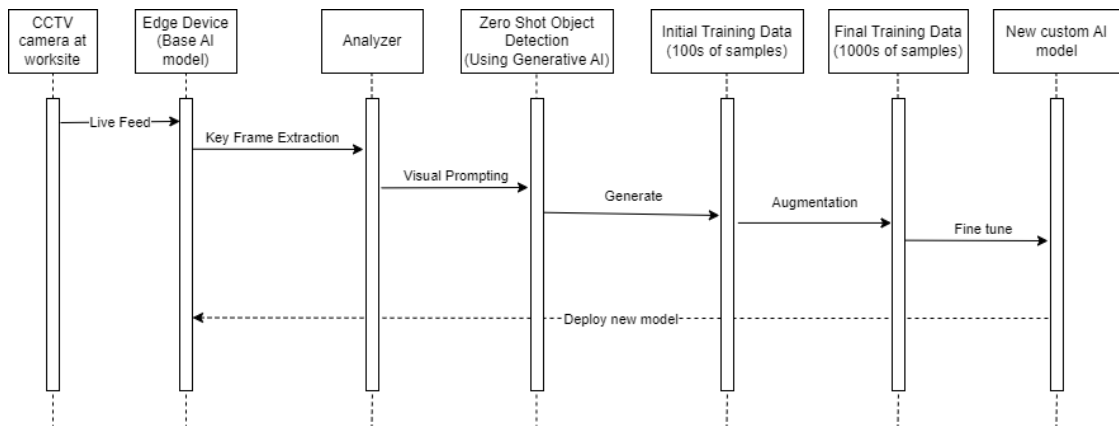 CCTV
camera at
worksite
Edge Device
(Base AI
model)
Analyzer
Zero Shot Object
Detection
(Using Generative AI)
Initial Training Data
(100s of samples)
Final Training Data
(1000s of samples)
New custom AI
model
Live Feed
Key Frame Extraction
Visual Prompting
Generate
Augmentation
Fine tune
Deploy new model